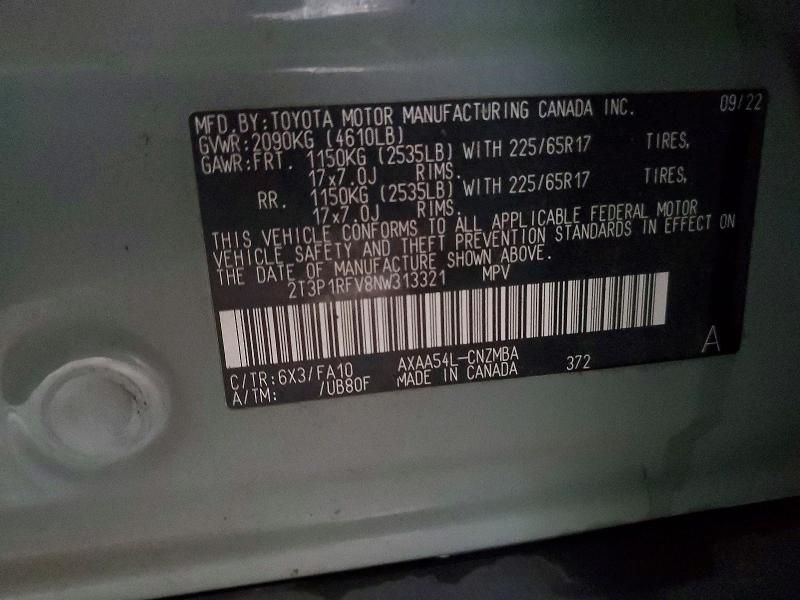 09/22
MFD.BY:TOYOTA MOTOR MANUFACTURING CANADA INC.
GVWR:2090KG (4610LB)
GAWR:FRT. 1150KG (2535LB) WITH 225/65R17 TIRES,
17x7.0J RIMS.
RR. 1150KG (2535LB) WITH 225/65R17 TIRES,
17x7.0J RIMS.
THIS VEHICLE CONFORMS TO ALL APPLICABLE FEDERAL MOTOR
VEHICLE SAFETY AND THEFT PREVENTION STANDARDS IN EFFECT ON
THE DATE OF MANUFACTURE SHOWN ABOVE.
2T3P1RFV8NW313321 MPV
C/TR:6X3/FA10 AXAA54L-CNZMBA 372 A
A/TM: /UB80F MADE IN CANADA